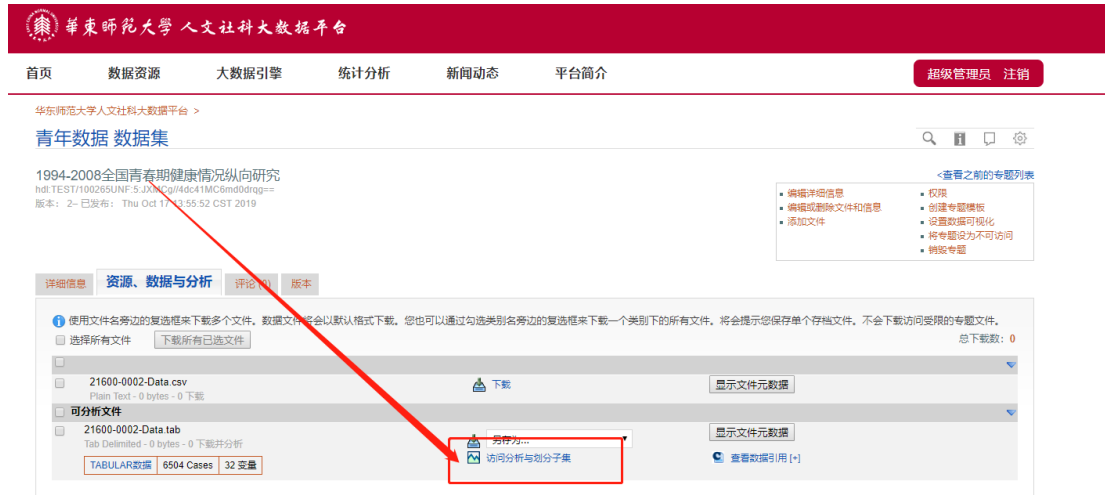 華東師範大學 人文社科大数据平台
首页 数据资源 大数据引擎 统计分析 新闻动态 平台简介 超级管理员 注销
华东师范大学人文社科大数据平台 >
青年数据 数据集
1994-2008全国青春期健康情况纵向研究
<查看之前的专题列表
hdl:TEST/100265UNF:5:JXMCg//4dc41MC6md0drqg==
版本： 2– 已发布： Thu Oct 17 13:55:52 CST 2019
编辑详细信息
编辑或删除文件和信息
添加文件
权限
创建专题模板
设置数据可视化
将专题设为不可访问
销毁专题
详细信息 资源、数据与分析 评论 (0) 版本
使用文件名旁边的复选框来下载多个文件。数据文件将会以默认格式下载。您也可以通过勾选类别名旁边的复选框来下载一个类别下的所有文件。将会提示您保存单个存档文件。不会下载访问受限的专题文件。
选择所有文件 下载所有已选文件 总下载数：0
21600-0002-Data.csv 下载 显示文件元数据
Plain Text - 0 bytes - 0 下载
可分析文件
21600-0002-Data.tab 另存为... 显示文件元数据
Tab Delimited - 0 bytes - 0 下载并分析
访问分析与划分子集 查看数据引用 [+]
TABULAR数据 6504 Cases 32 变量